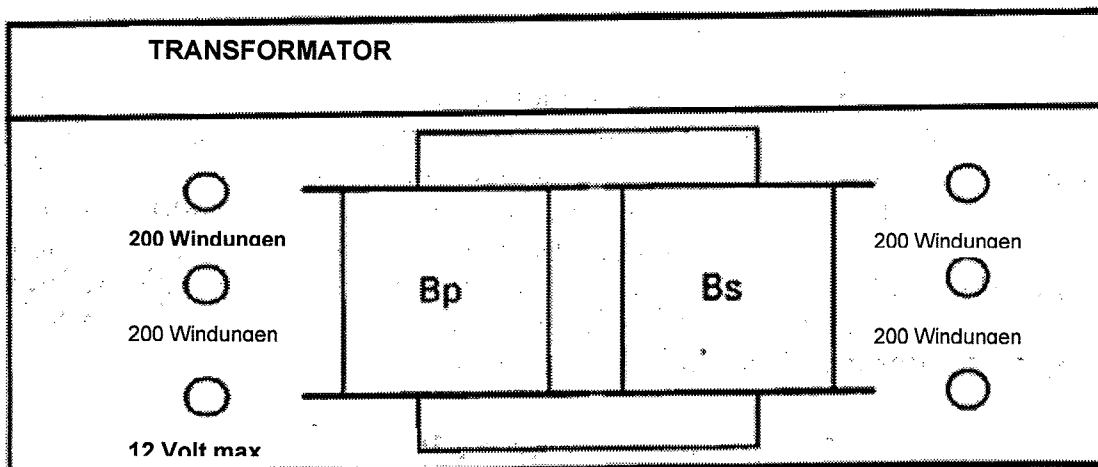 TRANSFORMATOR
200 Windungen
200 Windungen
Bp
Bs
200 Windungen
200 Windungen
12 Volt max